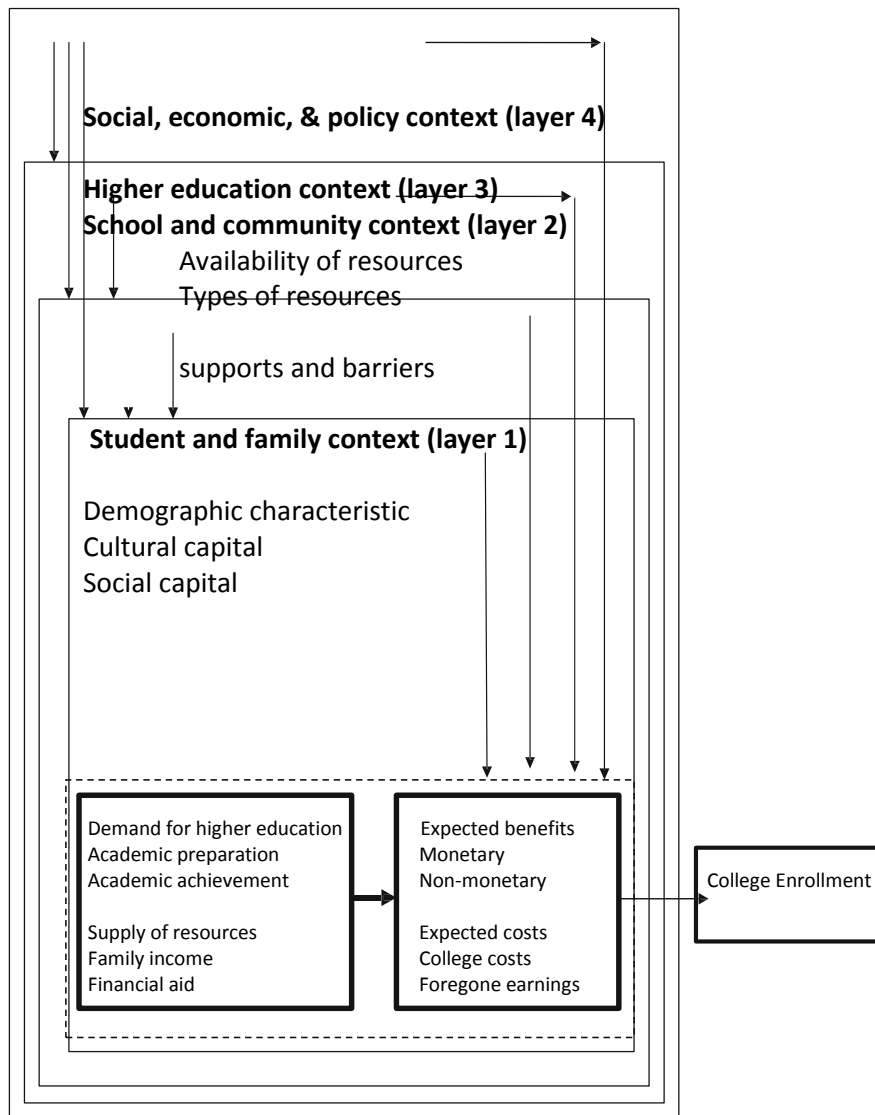 Social, economic, & policy context (layer 4)
Higher education context (layer 3)
School and community context (layer 2)
Availability of resources
Types of resources
supports and barriers
Student and family context (layer 1)
Demographic characteristic
Cultural capital
Social capital
Demand for higher education
Academic preparation
Academic achievement
Supply of resources
Family income
Financial aid
Expected benefits
Monetary
Non-monetary
Expected costs
College costs
Foregone earnings
College Enrollment